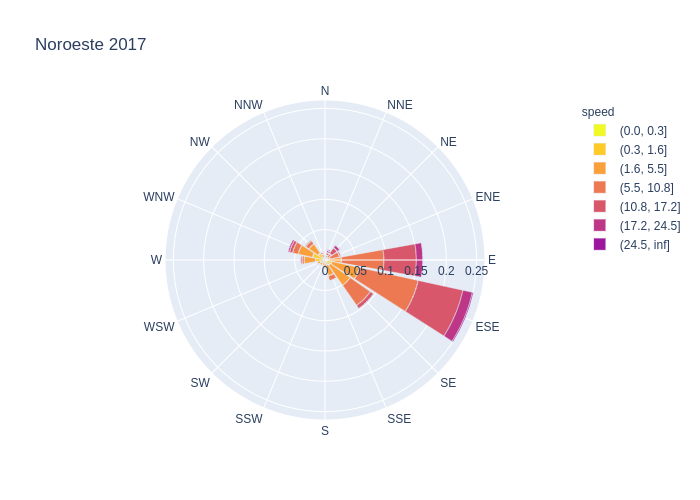 Noroeste 2017
N
NNE
NE
ENE
E
ESE
SE
SSE
S
SSW
SW
WSW
W
WNW
NW
NNW
0 0.05 0.1 0.15 0.2 0.25
speed
(0.0, 0.3]
(0.3, 1.6]
(1.6, 5.5]
(5.5, 10.8]
(10.8, 17.2]
(17.2, 24.5]
(24.5, inf]